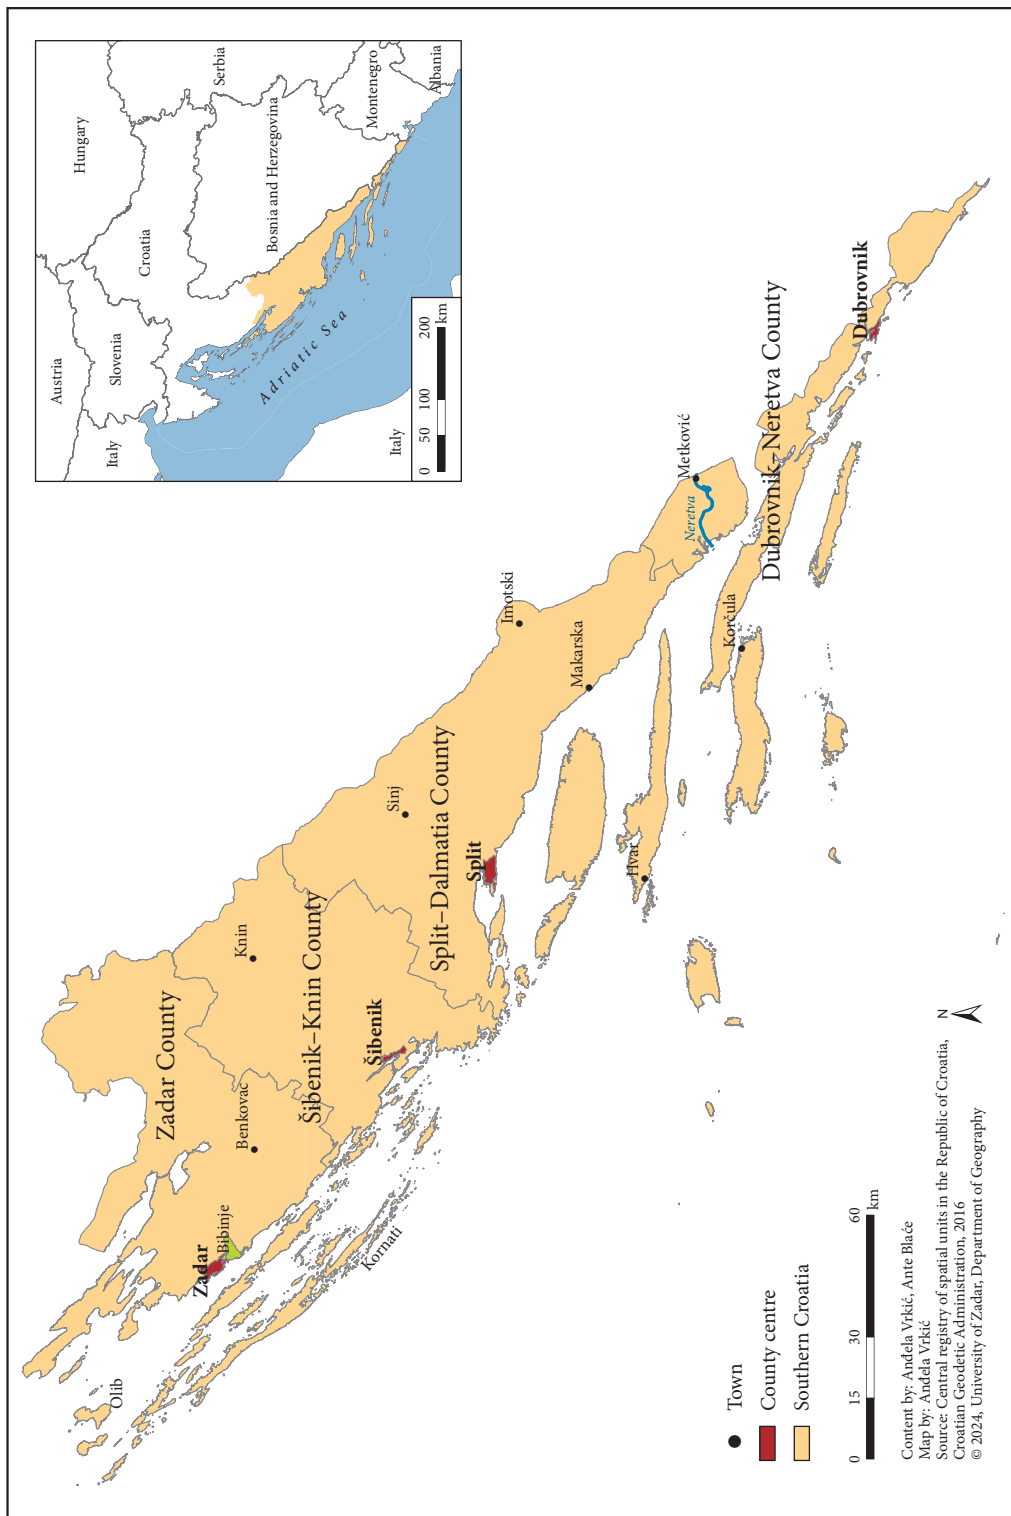 Austria
Hungary
Slovenia
Croatia
Serbia
Italy
Bosnia and Herzegovina
Montenegro
Albania
Adriatic Sea
Italy
0 50 100 200
km
Olib
Zadar
Bibinje
Zadar County
Benkovac
Kornati
Knin
Šibenik–Knin County
Šibenik
Sinj
Split–Dalmatia County
Split
Imotski
Makarska
Hvar
Metković
Neretva
Korčula
Dubrovnik–Neretva County
Dubrovnik
Town
County centre
Southern Croatia
0 15 30 60
km
N
Content by: Anđela Vrkić, Ante Blaće
Map by: Anđela Vrkić
Source: Central registry of spatial units in the Republic of Croatia,
Croatian Geodetic Administration, 2016
© 2024, University of Zadar, Department of Geography